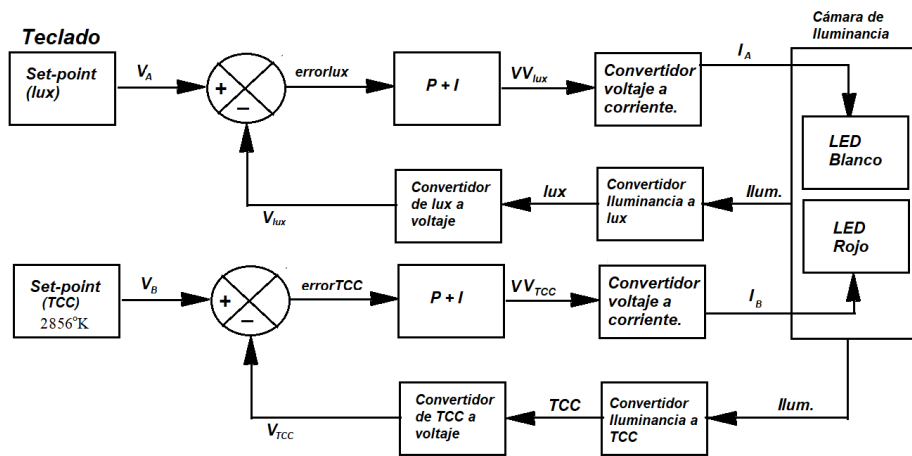 Cámara de
Iluminancia
Teclado
Set-point
(lux)
V_A
+
−
errorlux
P + I
VV_lux
Convertidor
voltaje a
corriente.
I_A
LED
Blanco
V_lux
Convertidor
de lux a
voltaje
lux
Convertidor
Iluminancia a
lux
Ilum.
LED
Rojo
Set-point
(TCC)
2856°K
V_B
+
−
errorTCC
P + I
VV_TCC
Convertidor
voltaje a
corriente.
I_B
V_TCC
Convertidor
de TCC a
voltaje
TCC
Convertidor
Iluminancia a
TCC
Ilum.